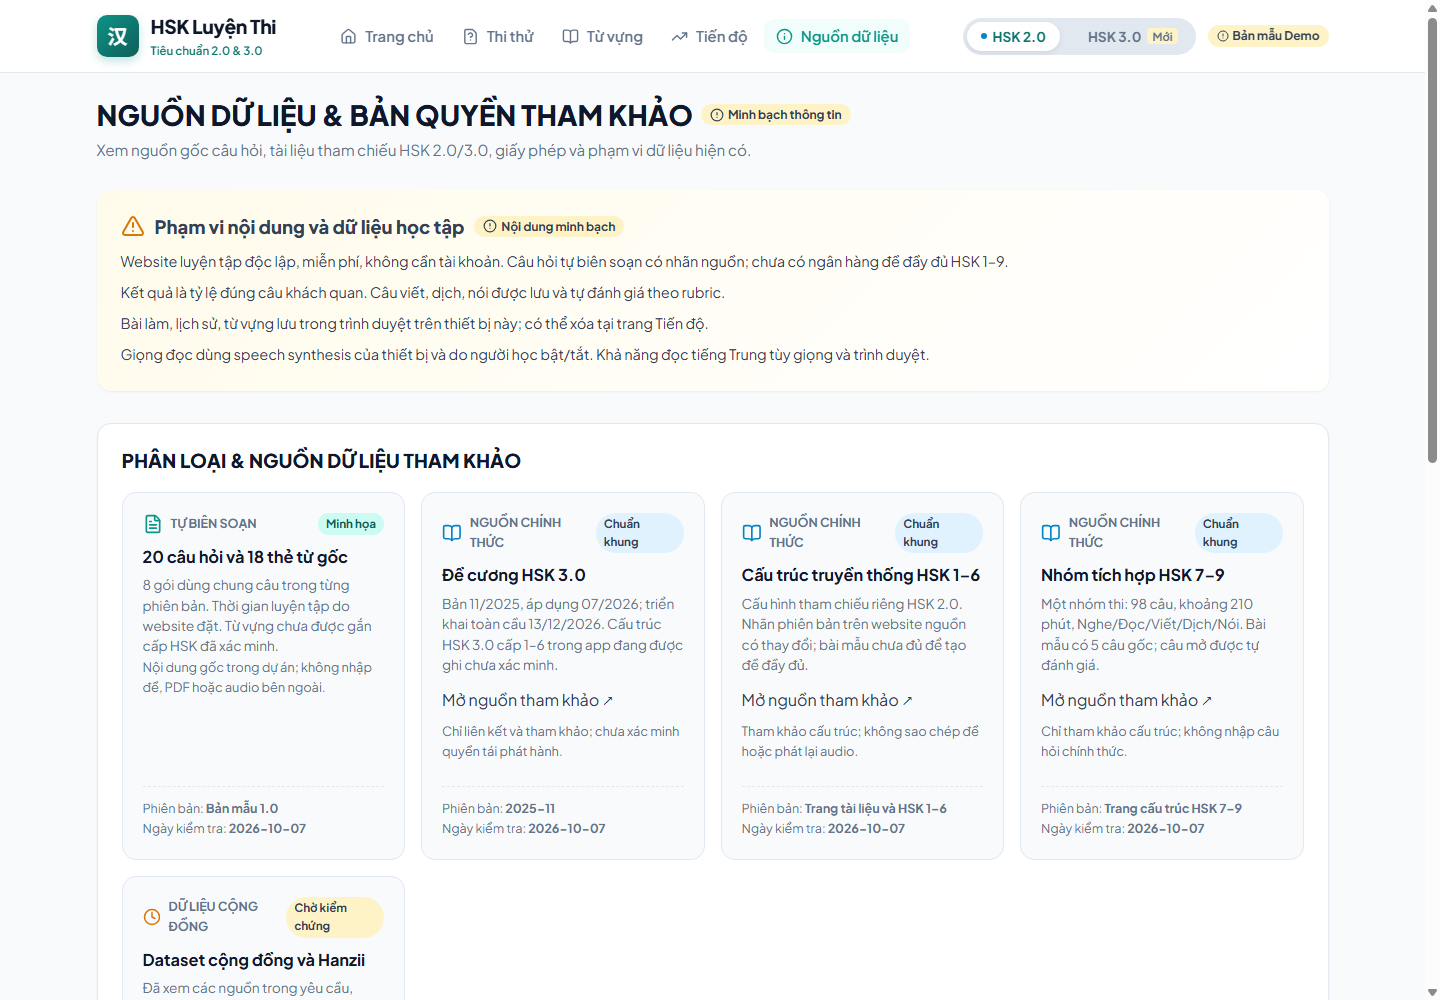 汉
HSK Luyện Thi
Tiêu chuẩn 2.0 & 3.0
Trang chủ
Thi thử
Từ vựng
Tiến độ
Nguồn dữ liệu
HSK 2.0
HSK 3.0 Mới
Bản mẫu Demo
NGUỒN DỮ LIỆU & BẢN QUYỀN THAM KHẢO
Minh bạch thông tin
Xem nguồn gốc câu hỏi, tài liệu tham chiếu HSK 2.0/3.0, giấy phép và phạm vi dữ liệu hiện có.
Phạm vi nội dung và dữ liệu học tập
Nội dung minh bạch
Website luyện tập độc lập, miễn phí, không cần tài khoản. Câu hỏi tự biên soạn có nhãn nguồn; chưa có ngân hàng đề đầy đủ HSK 1–9.
Kết quả là tỷ lệ đúng câu khách quan. Câu viết, dịch, nói được lưu và tự đánh giá theo rubric.
Bài làm, lịch sử, từ vựng lưu trong trình duyệt trên thiết bị này; có thể xóa tại trang Tiến độ.
Giọng đọc dùng speech synthesis của thiết bị và do người học bật/tắt. Khả năng đọc tiếng Trung tùy giọng và trình duyệt.
PHÂN LOẠI & NGUỒN DỮ LIỆU THAM KHẢO
TỰ BIÊN SOẠN
Minh họa
20 câu hỏi và 18 thẻ từ gốc
8 gói dùng chung câu trong từng
phiên bản. Thời gian luyện tập do
website đặt. Từ vựng chưa được gắn
cấp HSK đã xác minh.
Nội dung gốc trong dự án; không nhập
đề, PDF hoặc audio bên ngoài.
Phiên bản: Bản mẫu 1.0
Ngày kiểm tra: 2026-10-07
NGUỒN CHÍNH
THỨC
Chuẩn
khung
Đề cương HSK 3.0
Bản 11/2025, áp dụng 07/2026; triển
khai toàn cầu 13/12/2026. Cấu trúc
HSK 3.0 cấp 1–6 trong app đang được
ghi chưa xác minh.
Mở nguồn tham khảo ↗
Chỉ liên kết và tham khảo; chưa xác minh
quyền tái phát hành.
Phiên bản: 2025-11
Ngày kiểm tra: 2026-10-07
NGUỒN CHÍNH
THỨC
Chuẩn
khung
Cấu trúc truyền thống HSK 1–6
Cấu hình tham chiếu riêng HSK 2.0.
Nhãn phiên bản trên website nguồn
có thay đổi; bài mẫu chưa đủ để tạo
đề đầy đủ.
Mở nguồn tham khảo ↗
Tham khảo cấu trúc; không sao chép đề
hoặc phát lại audio.
Phiên bản: Trang tài liệu và HSK 1–6
Ngày kiểm tra: 2026-10-07
NGUỒN CHÍNH
THỨC
Chuẩn
khung
Nhóm tích hợp HSK 7–9
Một nhóm thi: 98 câu, khoảng 210
phút, Nghe/Đọc/Viết/Dịch/Nói. Bài
mẫu có 5 câu gốc; câu mở được tự
đánh giá.
Mở nguồn tham khảo ↗
Chỉ tham khảo cấu trúc; không nhập câu
hỏi chính thức.
Phiên bản: Trang cấu trúc HSK 7–9
Ngày kiểm tra: 2026-10-07
DỮ LIỆU CỘNG
ĐỒNG
Chờ kiểm
chứng
Dataset cộng đồng và Hanzii
Đã xem các nguồn trong yêu cầu,